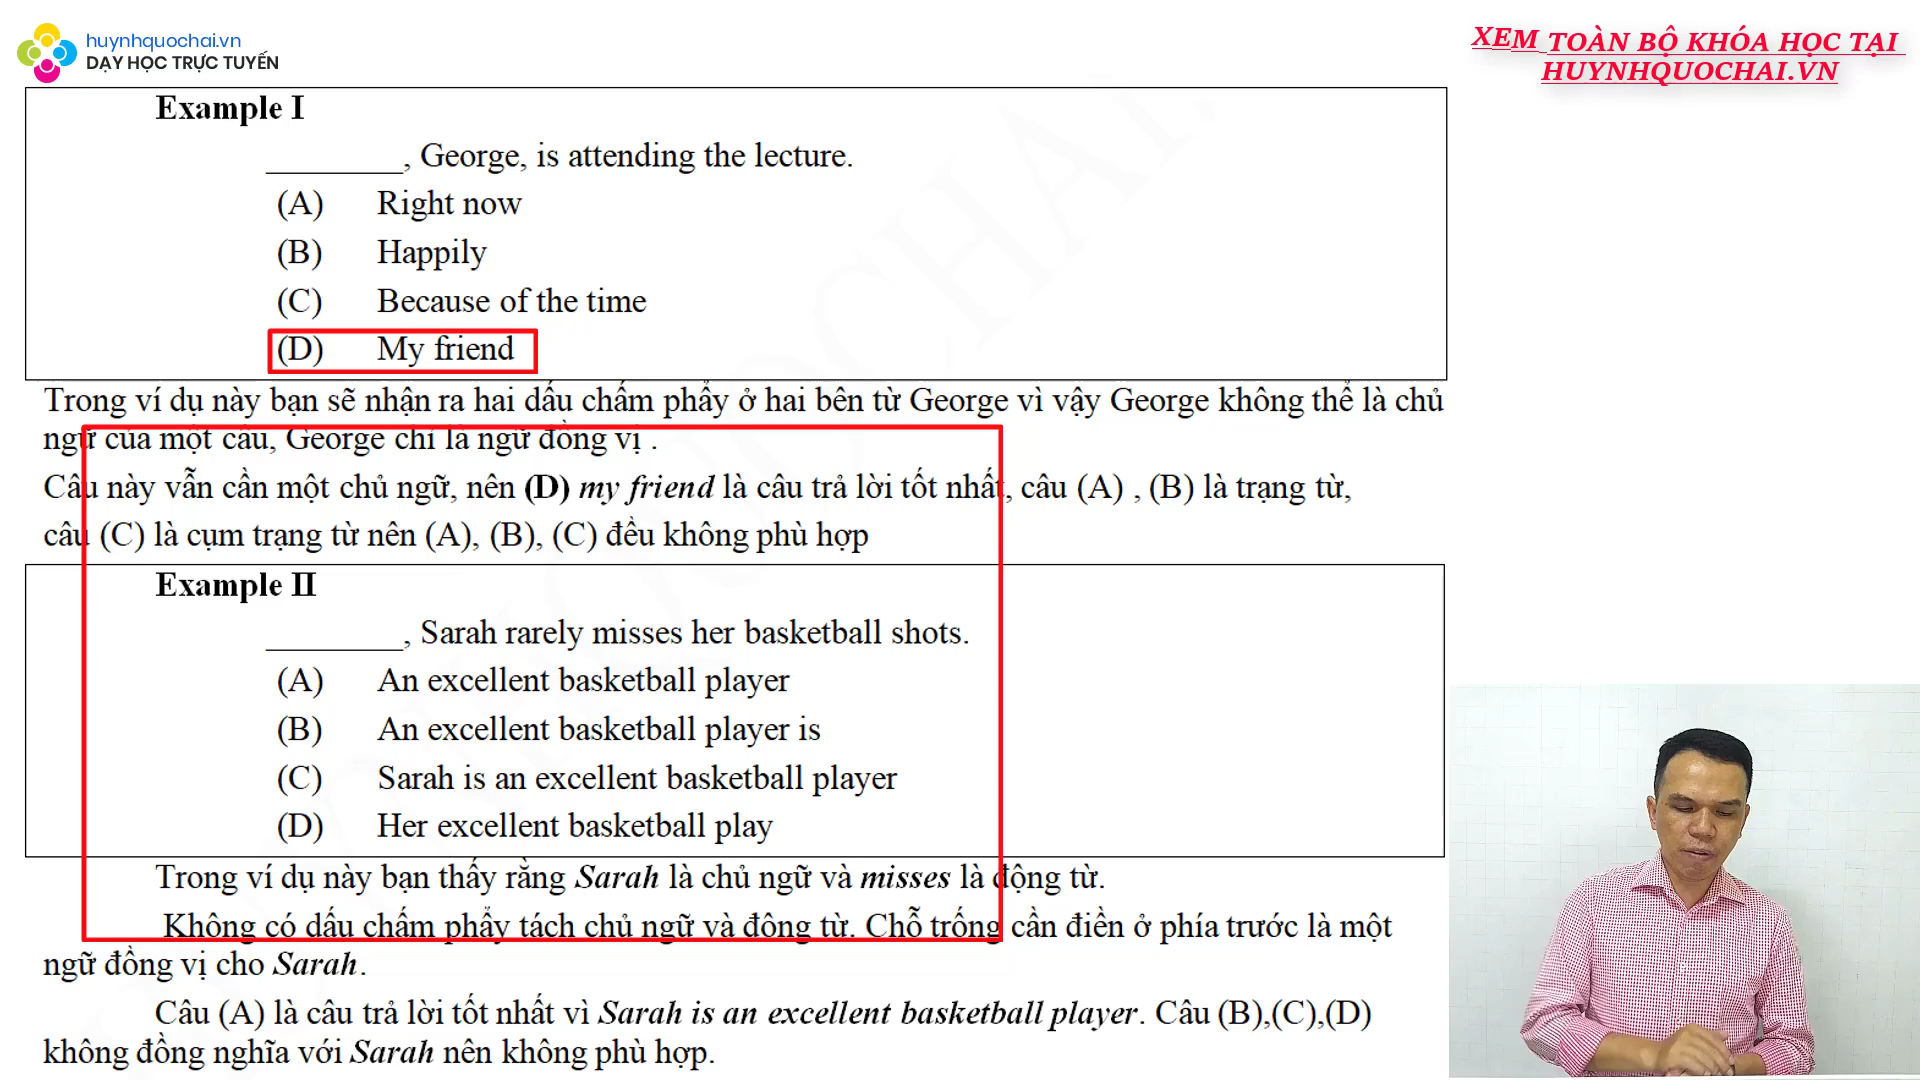 huynhquochai.vn
DẠY HỌC TRỰC TUYẾN
XEM TOÀN BỘ KHÓA HỌC TẠI
HUYNHQUOCHAI.VN
Example I
________, George, is attending the lecture.
(A) Right now
(B) Happily
(C) Because of the time
(D) My friend
Trong ví dụ này bạn sẽ nhận ra hai dấu chấm phẩy ở hai bên từ George vì vậy George không thể là chủ
ngữ của một câu, George chỉ là ngữ đồng vị .
Câu này vẫn cần một chủ ngữ, nên (D) my friend là câu trả lời tốt nhất, câu (A) , (B) là trạng từ,
câu (C) là cụm trạng từ nên (A), (B), (C) đều không phù hợp
Example II
________, Sarah rarely misses her basketball shots.
(A) An excellent basketball player
(B) An excellent basketball player is
(C) Sarah is an excellent basketball player
(D) Her excellent basketball play
Trong ví dụ này bạn thấy rằng Sarah là chủ ngữ và misses là động từ.
Không có dấu chấm phẩy tách chủ ngữ và động từ. Chỗ trống cần điền ở phía trước là một
ngữ đồng vị cho Sarah.
Câu (A) là câu trả lời tốt nhất vì Sarah is an excellent basketball player. Câu (B),(C),(D)
không đồng nghĩa với Sarah nên không phù hợp.